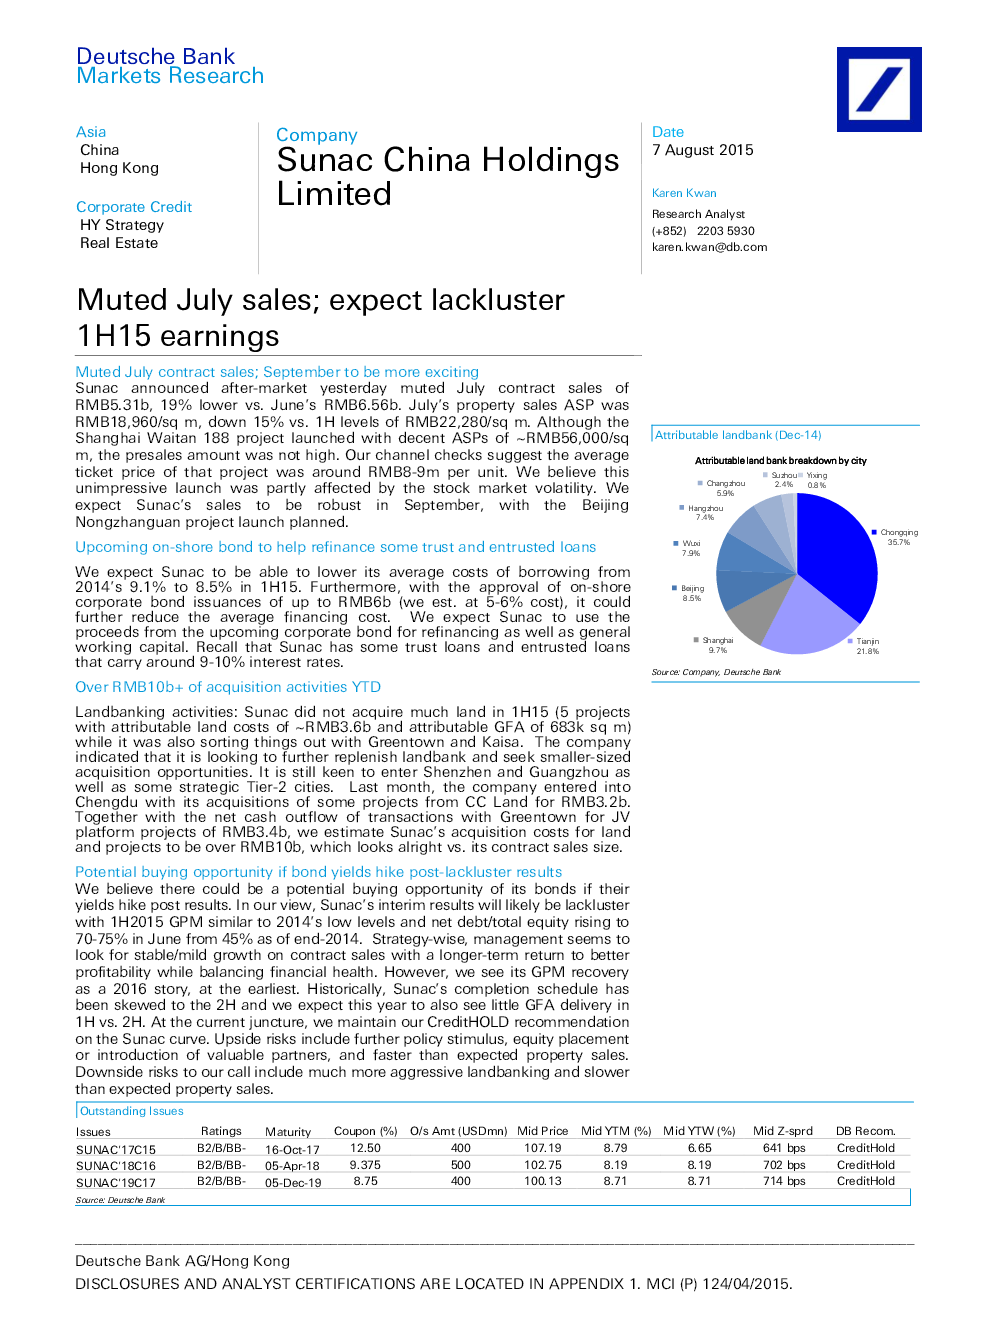 Deutsche Bank
Markets Research
Asia
China
Hong Kong
Corporate Credit
HY Strategy
Real Estate
Company
Sunac China Holdings
Limited
Date
7 August 2015
Karen Kwan
Research Analyst
(+852) 2203 5930
karen.kwan@db.com
Muted July sales; expect lackluster
1H15 earnings
Muted July contract sales; September to be more exciting
Sunac announced after-market yesterday muted July contract sales of
RMB5.31b, 19% lower vs. June's RMB6.56b. July's property sales ASP was
RMB18,960/sq m, down 15% vs. 1H levels of RMB22,280/sq m. Although the
Shanghai Waitan 188 project launched with decent ASPs of ~RMB56,000/sq
m, the presales amount was not high. Our channel checks suggest the average
ticket price of that project was around RMB8-9m per unit. We believe this
unimpressive launch was partly affected by the stock market volatility. We
expect Sunac's sales to be robust in September, with the Beijing
Nongzhanguan project launch planned.
Upcoming on-shore bond to help refinance some trust and entrusted loans
We expect Sunac to be able to lower its average costs of borrowing from
2014's 9.1% to 8.5% in 1H15. Furthermore, with the approval of on-shore
corporate bond issuances of up to RMB6b (we est. at 5-6% cost), it could
further reduce the average financing cost. We expect Sunac to use the
proceeds from the upcoming corporate bond for refinancing as well as general
working capital. Recall that Sunac has some trust loans and entrusted loans
that carry around 9-10% interest rates.
Over RMB10b+ of acquisition activities YTD
Landbanking activities: Sunac did not acquire much land in 1H15 (5 projects
with attributable land costs of ~RMB3.6b and attributable GFA of 683k sq m)
while it was also sorting things out with Greentown and Kaisa. The company
indicated that it is looking to further replenish landbank and seek smaller-sized
acquisition opportunities. It is still keen to enter Shenzhen and Guangzhou as
well as some strategic Tier-2 cities. Last month, the company entered into
Chengdu with its acquisitions of some projects from CC Land for RMB3.2b.
Together with the net cash outflow of transactions with Greentown for JV
platform projects of RMB3.4b, we estimate Sunac's acquisition costs for land
and projects to be over RMB10b, which looks alright vs. its contract sales size.
Potential buying opportunity if bond yields hike post-lackluster results
We believe there could be a potential buying opportunity of its bonds if their
yields hike post results. In our view, Sunac's interim results will likely be lackluster
with 1H2015 GPM similar to 2014's low levels and net debt/total equity rising to
70-75% in June from 45% as of end-2014. Strategy-wise, management seems to
look for stable/mild growth on contract sales with a longer-term return to better
profitability while balancing financial health. However, we see its GPM recovery
as a 2016 story, at the earliest. Historically, Sunac's completion schedule has
been skewed to the 2H and we expect this year to also see little GFA delivery in
1H vs. 2H. At the current juncture, we maintain our CreditHOLD recommendation
on the Sunac curve. Upside risks include further policy stimulus, equity placement
or introduction of valuable partners, and faster than expected property sales.
Downside risks to our call include much more aggressive landbanking and slower
than expected property sales.
Attributable landbank (Dec-14)
Attributable land bank breakdown by city
Suzhou 2.4%
Yixing 0.8%
Changzhou 5.9%
Hangzhou 7.4%
Wuxi 7.9%
Beijing 8.5%
Shanghai 9.7%
Chongqing 35.7%
Tianjin 21.8%
Source: Company, Deutsche Bank
Outstanding Issues
Issues Ratings Maturity Coupon (%) O/s Amt (USDmn) Mid Price Mid YTM (%) Mid YTW (%) Mid Z-sprd DB Recom.
SUNAC'17C15 B2/B/BB- 16-Oct-17 12.50 400 107.19 8.79 6.65 641 bps CreditHold
SUNAC'18C16 B2/B/BB- 05-Apr-18 9.375 500 102.75 8.19 8.19 702 bps CreditHold
SUNAC'19C17 B2/B/BB- 05-Dec-19 8.75 400 100.13 8.71 8.71 714 bps CreditHold
Source: Deutsche Bank
Deutsche Bank AG/Hong Kong
DISCLOSURES AND ANALYST CERTIFICATIONS ARE LOCATED IN APPENDIX 1. MCI (P) 124/04/2015.